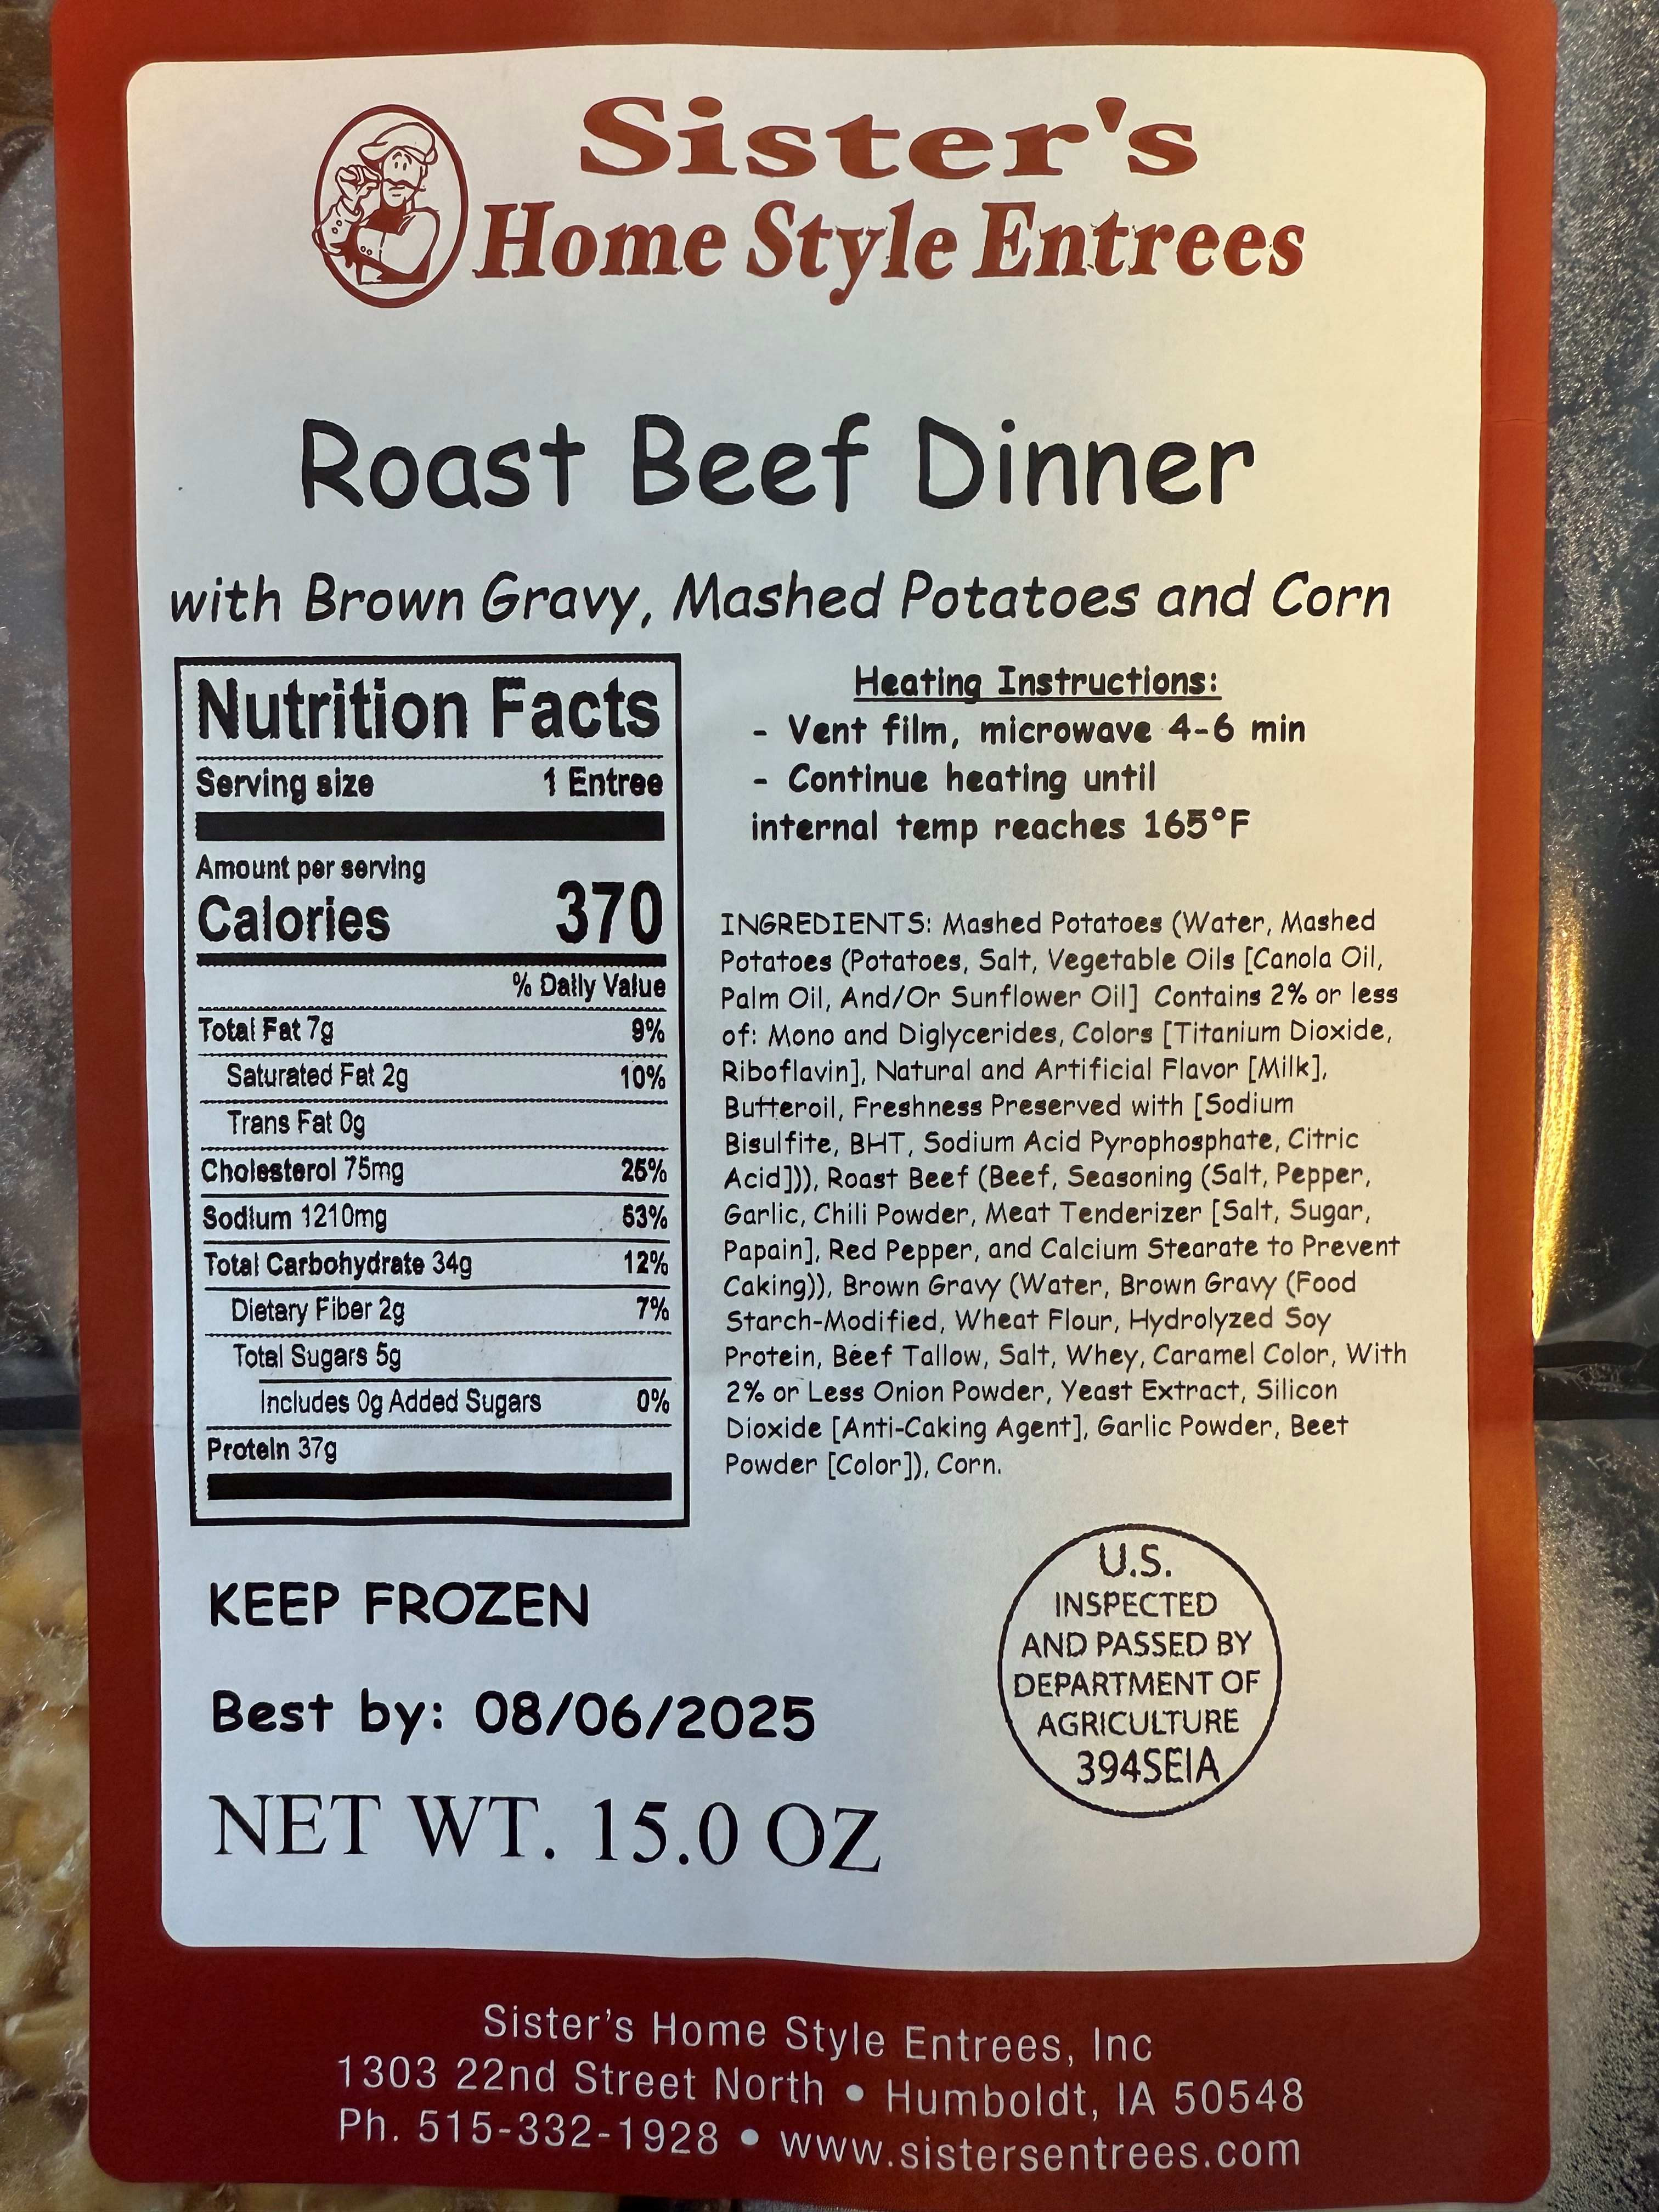 Sister's
Home Style Entrees
Roast Beef Dinner
with Brown Gravy, Mashed Potatoes and Corn
Nutrition Facts
Serving size 1 Entree
Amount per serving
Calories 370
% Daily Value
Total Fat 7g 9%
Saturated Fat 2g 10%
Trans Fat 0g
Cholesterol 75mg 25%
Sodium 1210mg 53%
Total Carbohydrate 34g 12%
Dietary Fiber 2g 7%
Total Sugars 5g
Includes 0g Added Sugars 0%
Protein 37g
Heating Instructions:
- Vent film, microwave 4-6 min
- Continue heating until
internal temp reaches 165°F
INGREDIENTS: Mashed Potatoes (Water, Mashed
Potatoes (Potatoes, Salt, Vegetable Oils [Canola Oil,
Palm Oil, And/Or Sunflower Oil] Contains 2% or less
of: Mono and Diglycerides, Colors [Titanium Dioxide,
Riboflavin], Natural and Artificial Flavor [Milk],
Butteroil, Freshness Preserved with [Sodium
Bisulfite, BHT, Sodium Acid Pyrophosphate, Citric
Acid])), Roast Beef (Beef, Seasoning (Salt, Pepper,
Garlic, Chili Powder, Meat Tenderizer [Salt, Sugar,
Papain], Red Pepper, and Calcium Stearate to Prevent
Caking)), Brown Gravy (Water, Brown Gravy (Food
Starch-Modified, Wheat Flour, Hydrolyzed Soy
Protein, Beef Tallow, Salt, Whey, Caramel Color, With
2% or Less Onion Powder, Yeast Extract, Silicon
Dioxide [Anti-Caking Agent], Garlic Powder, Beet
Powder [Color]), Corn.
KEEP FROZEN
Best by: 08/06/2025
NET WT. 15.0 OZ
U.S.
INSPECTED
AND PASSED BY
DEPARTMENT OF
AGRICULTURE
394SEIA
Sister's Home Style Entrees, Inc
1303 22nd Street North • Humboldt, IA 50548
Ph. 515-332-1928 • www.sistersentrees.com